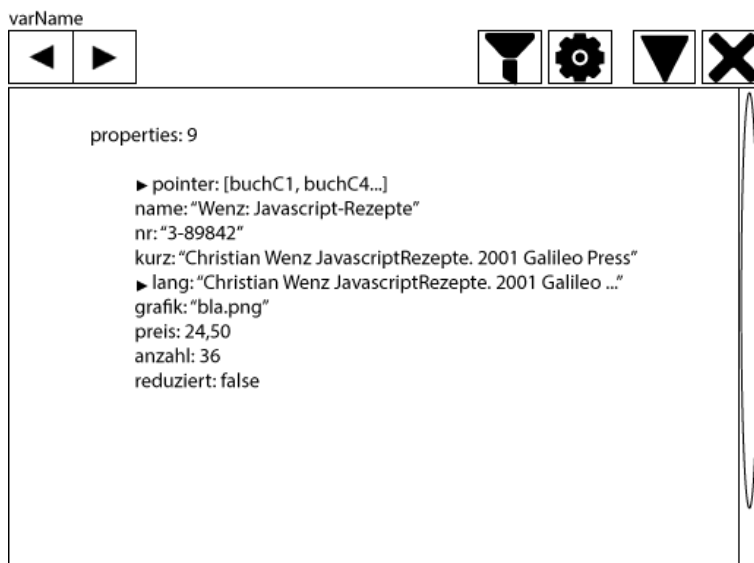 varName
properties: 9
pointer: [buchC1, buchC4...]
name: “Wenz: Javascript-Rezepte”
nr: “3-89842”
kurz: “Christian Wenz JavascriptRezepte. 2001 Galileo Press”
lang: “Christian Wenz JavascriptRezepte. 2001 Galileo ...”
grafik: “bla.png”
preis: 24,50
anzahl: 36
reduziert: false